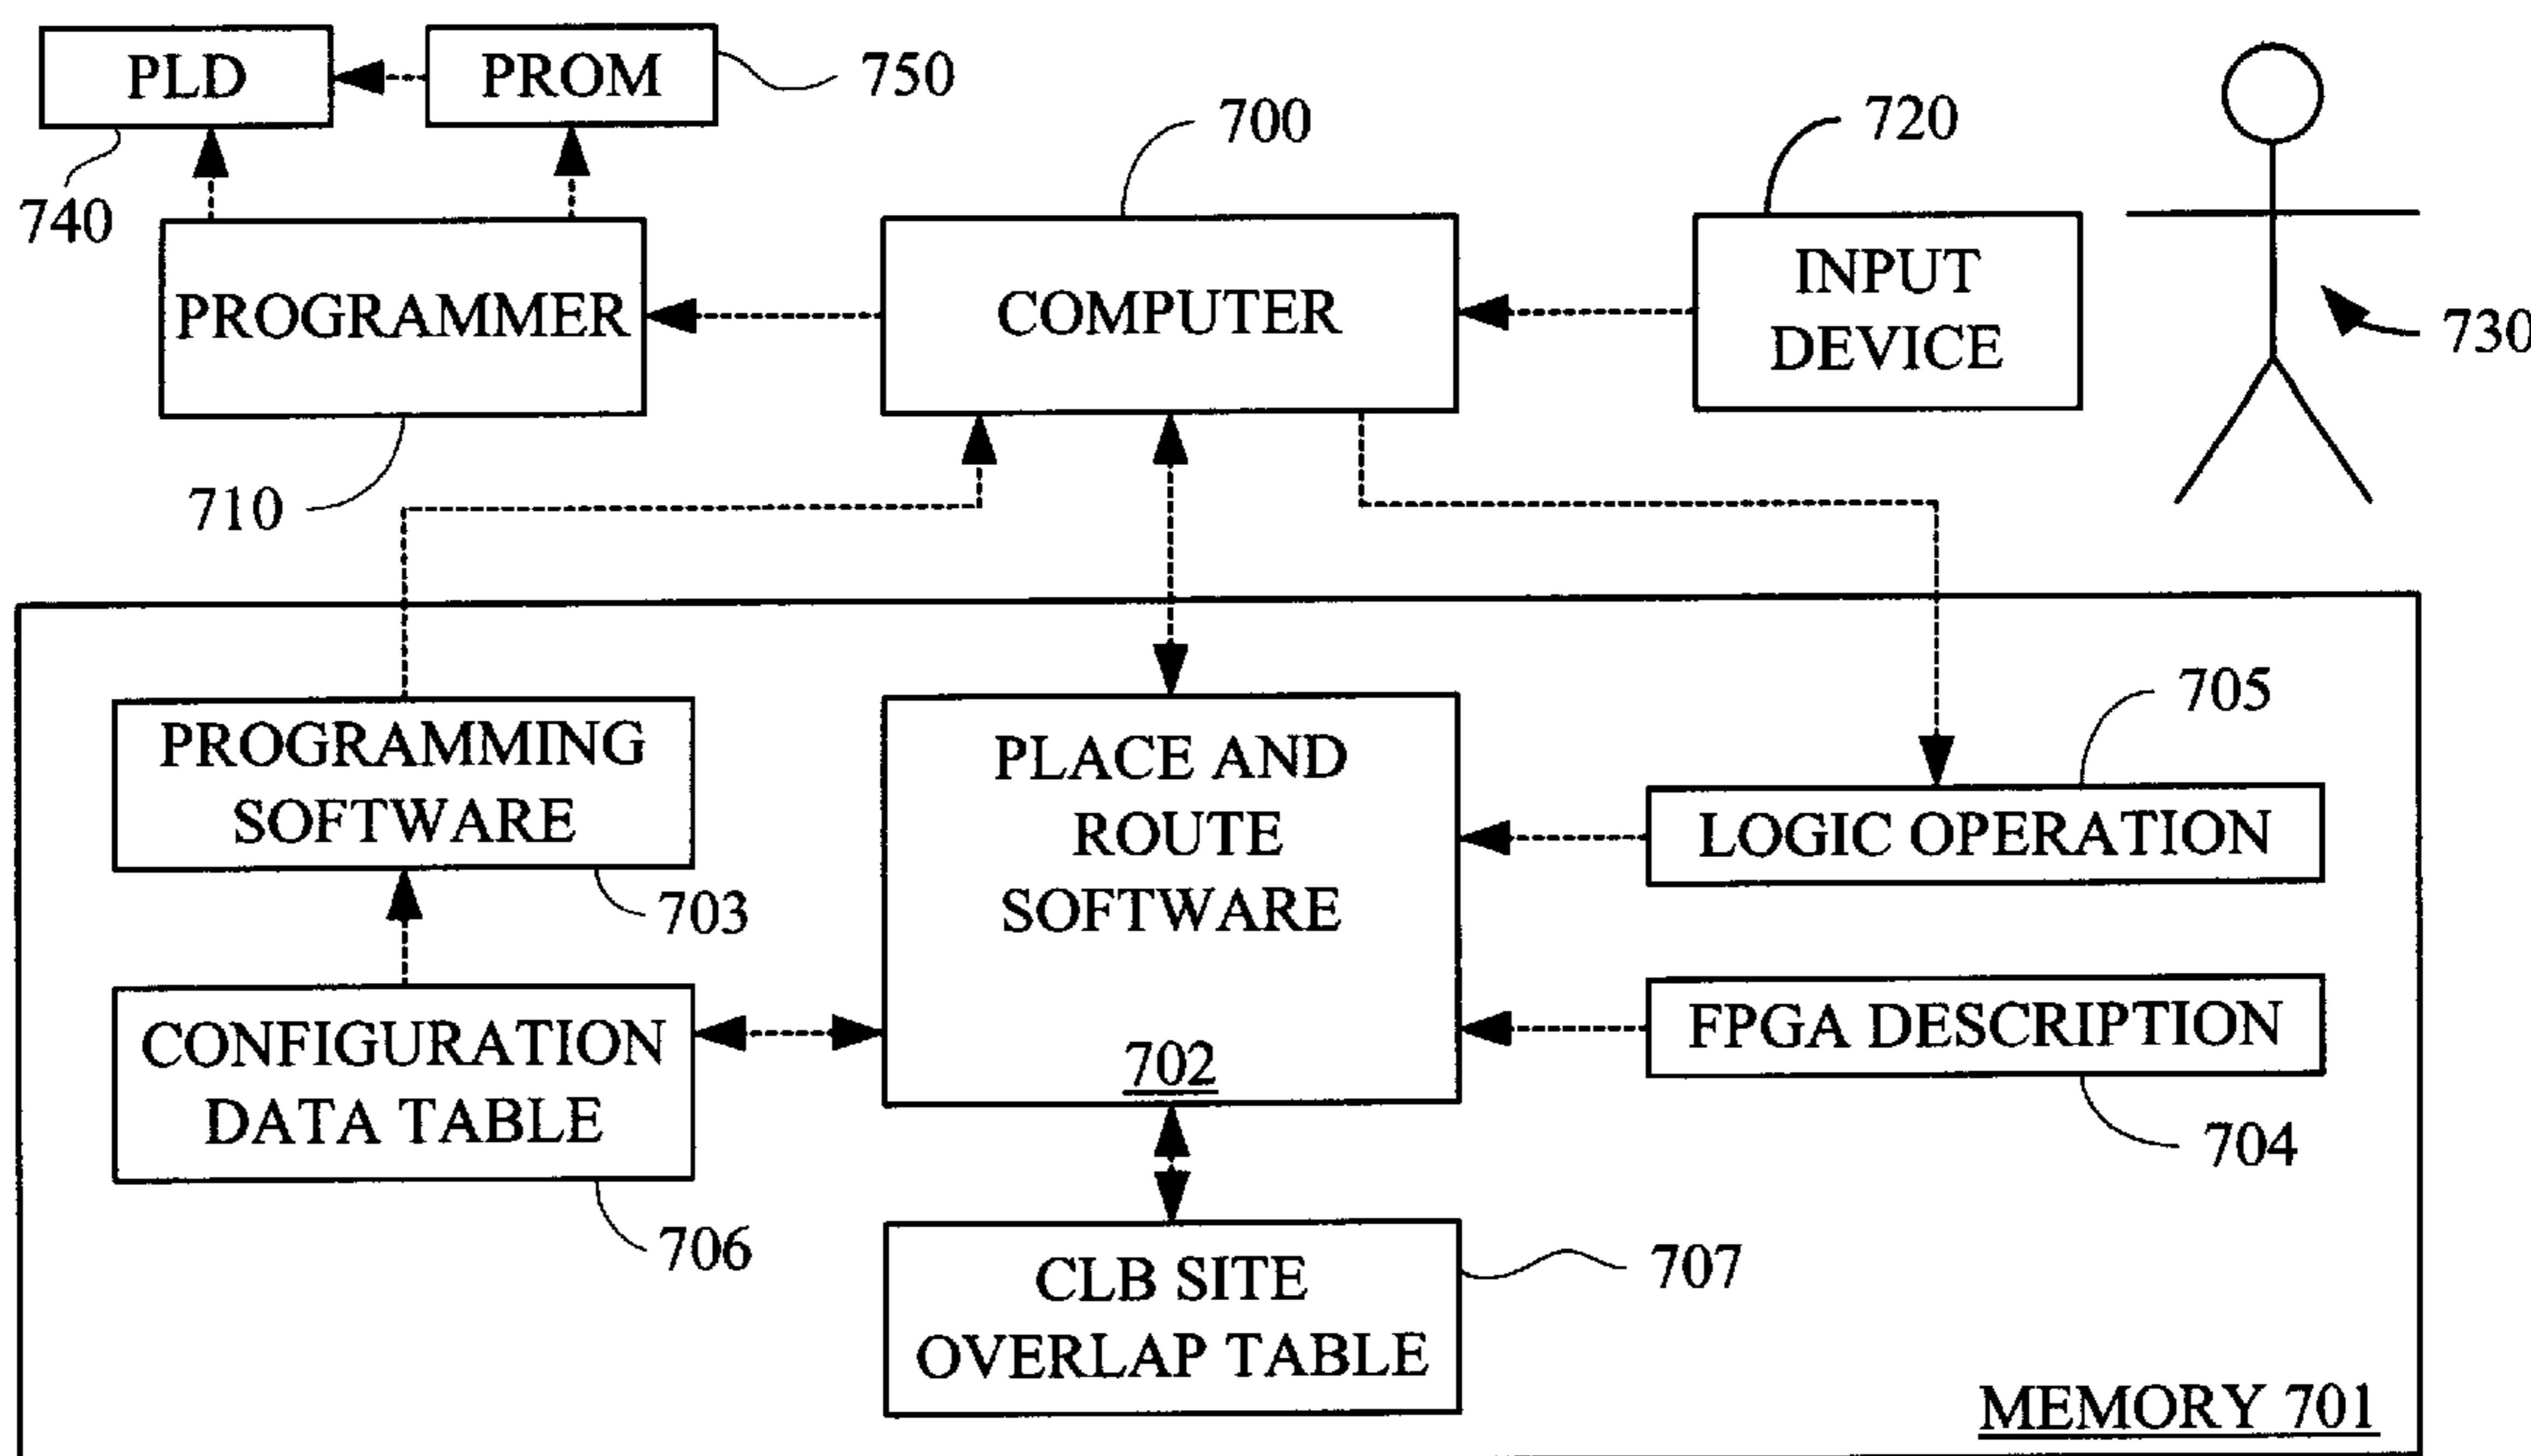 PLD
PROM
750
700
720
740
PROGRAMMER
COMPUTER
INPUT
DEVICE
730
710
PROGRAMMING
SOFTWARE
703
PLACE AND
ROUTE
SOFTWARE
702
705
LOGIC OPERATION
FPGA DESCRIPTION
704
CONFIGURATION
DATA TABLE
706
CLB SITE
OVERLAP TABLE
707
MEMORY 701